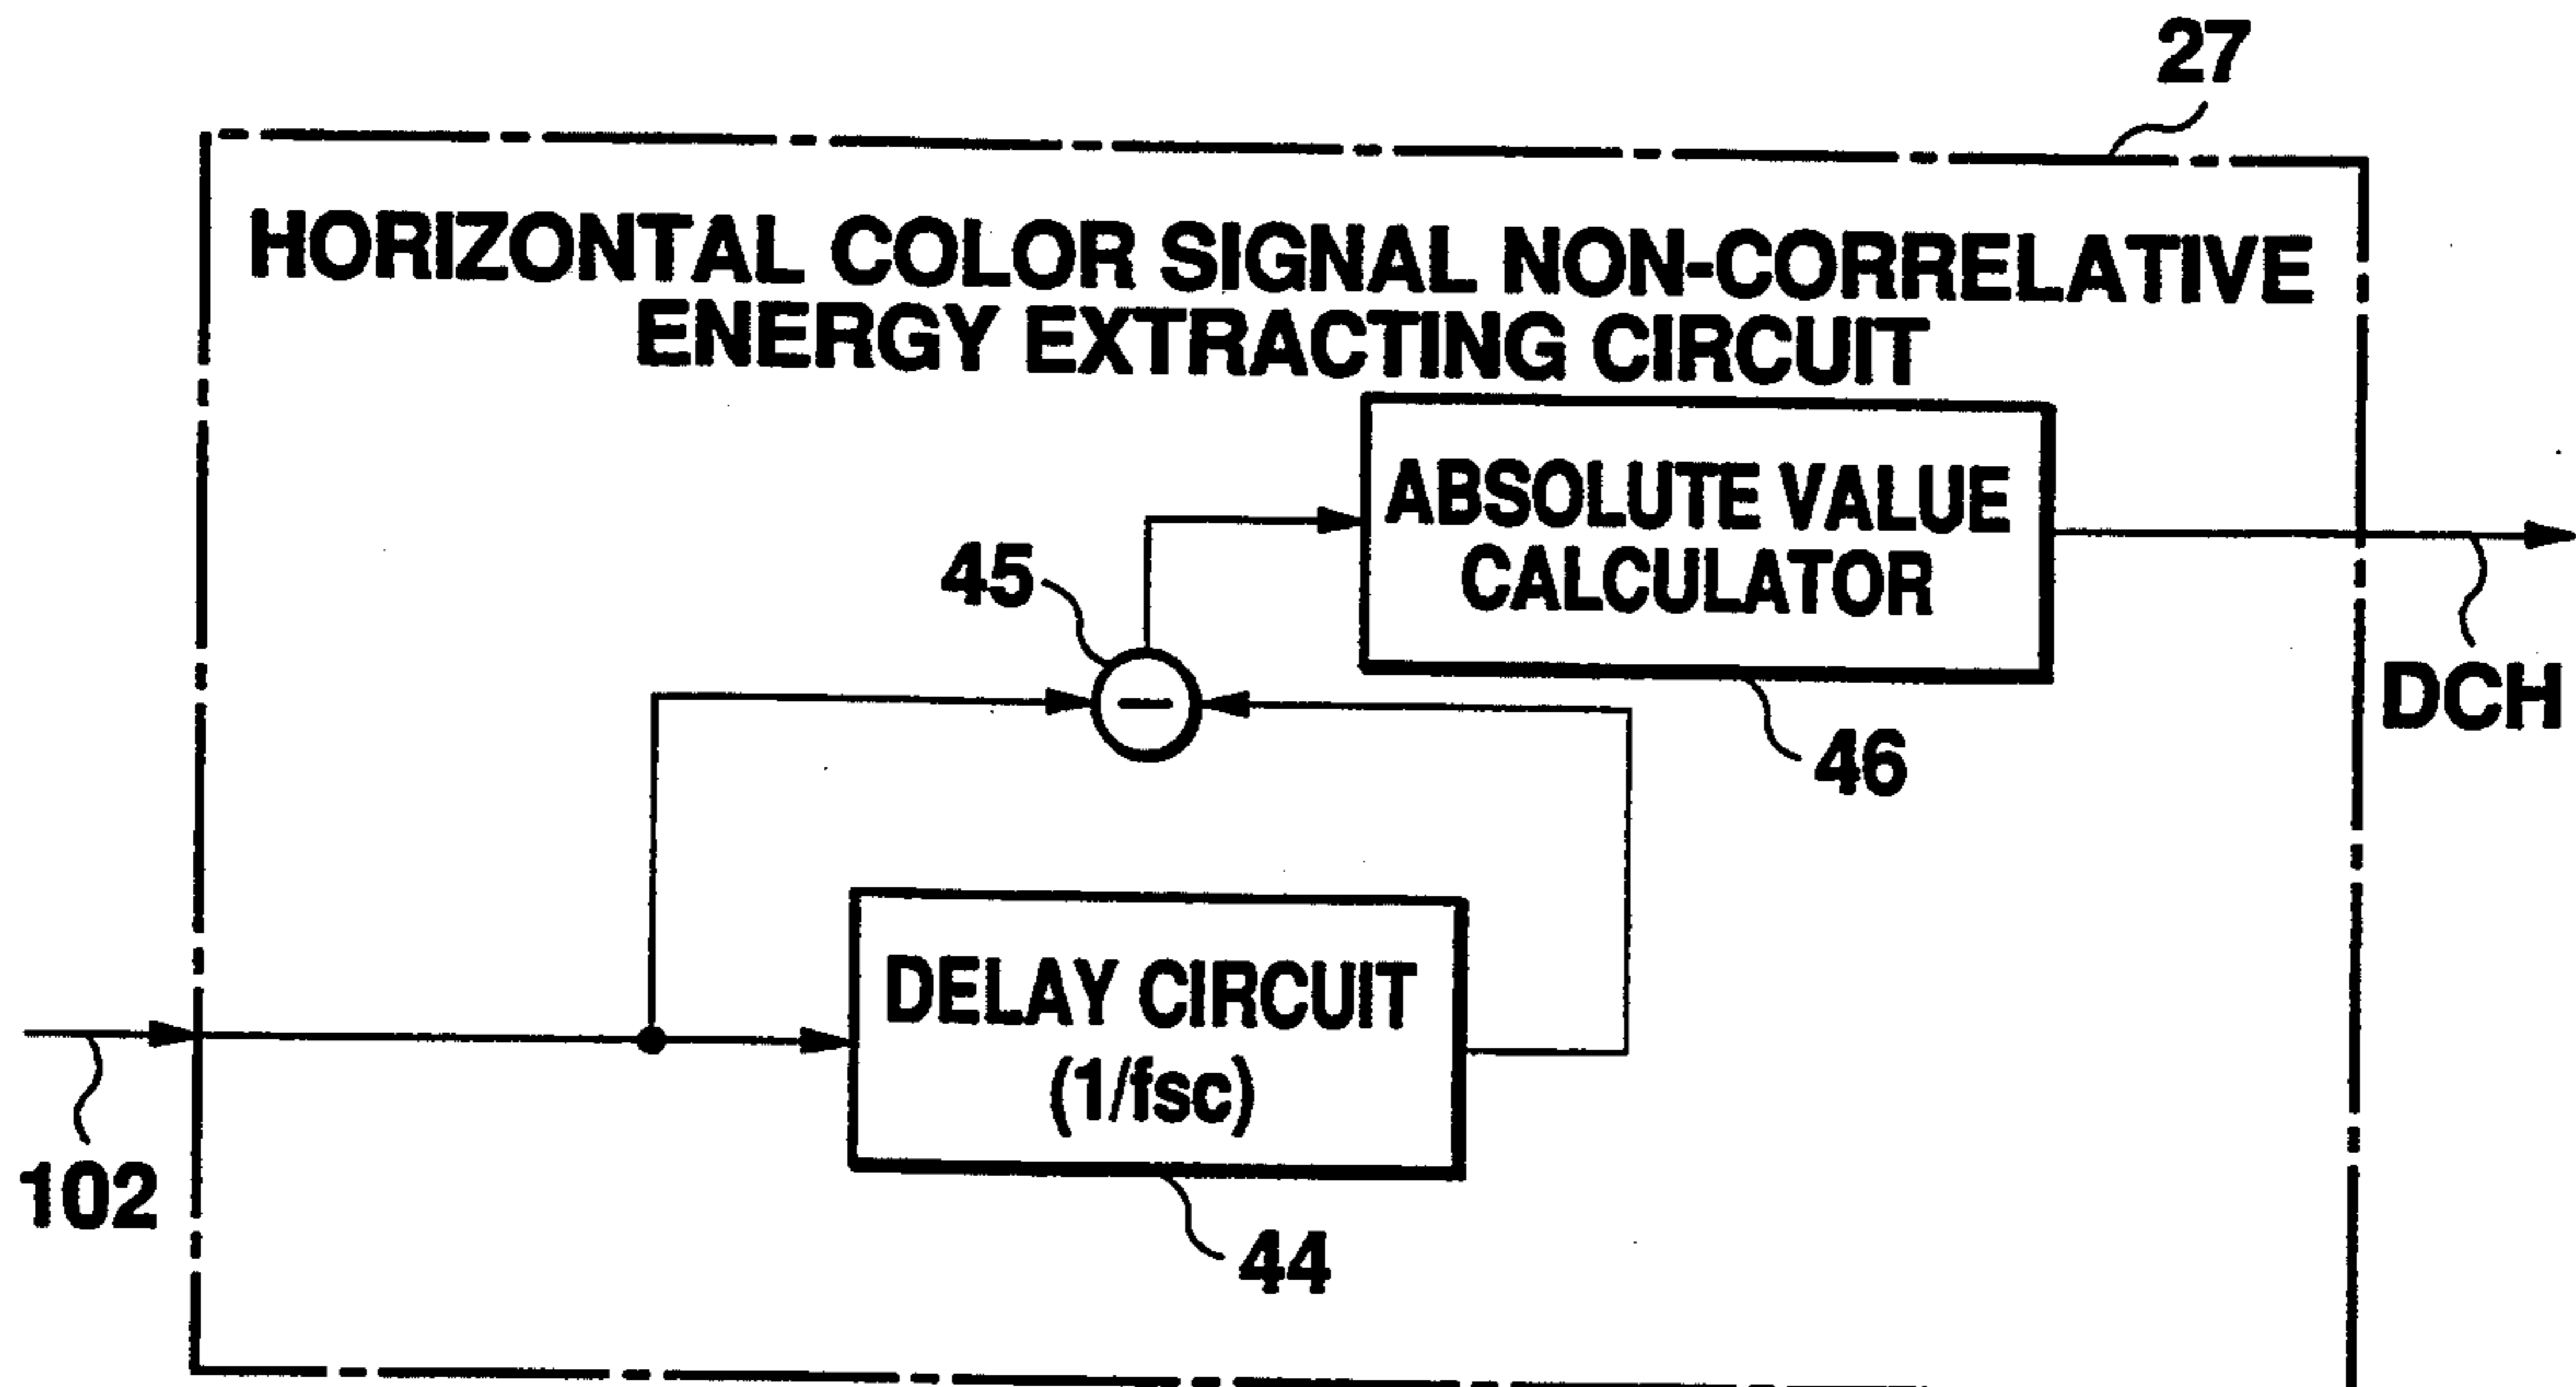 27
HORIZONTAL COLOR SIGNAL NON-CORRELATIVE
ENERGY EXTRACTING CIRCUIT
ABSOLUTE VALUE
CALCULATOR
45
−
DCH
46
DELAY CIRCUIT
(1/fsc)
102
44